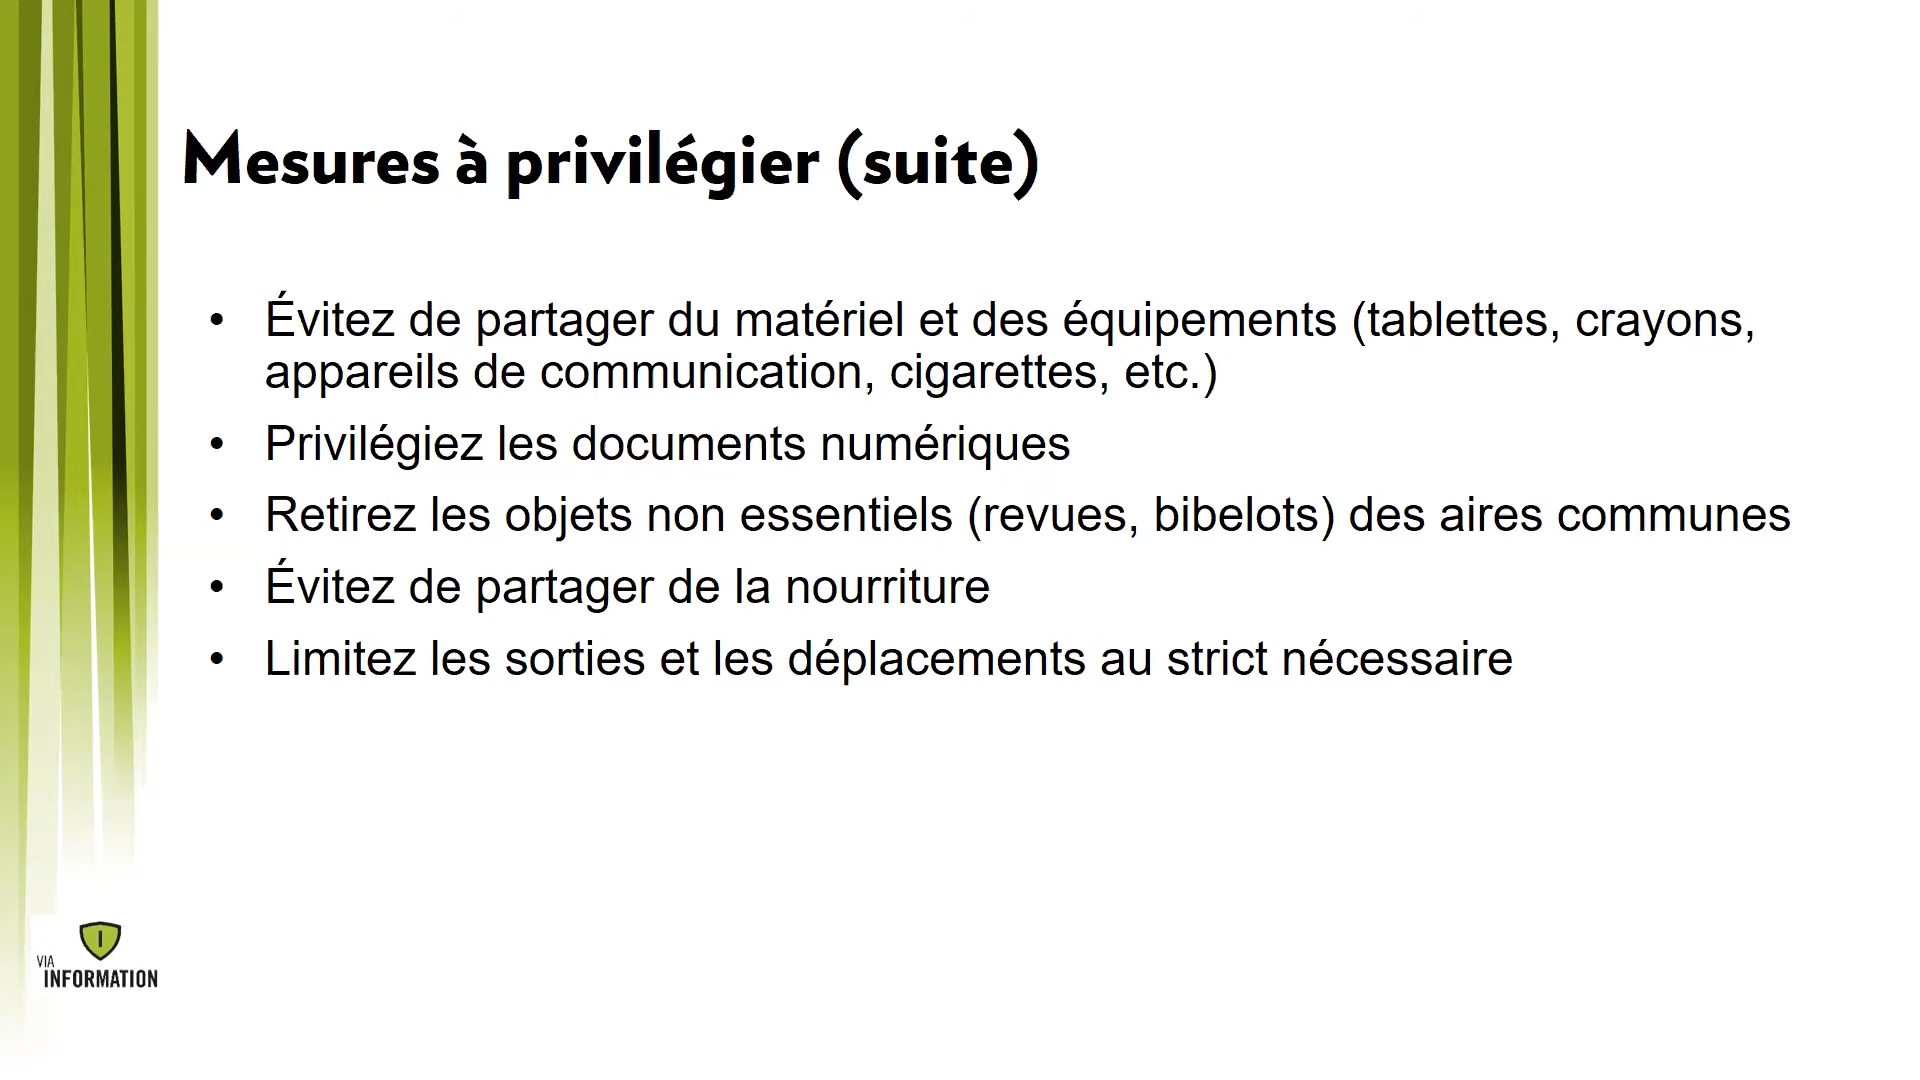 Mesures à privilégier (suite)
• Évitez de partager du matériel et des équipements (tablettes, crayons,
appareils de communication, cigarettes, etc.)
• Privilégiez les documents numériques
• Retirez les objets non essentiels (revues, bibelots) des aires communes
• Évitez de partager de la nourriture
• Limitez les sorties et les déplacements au strict nécessaire
I
VIA
INFORMATION